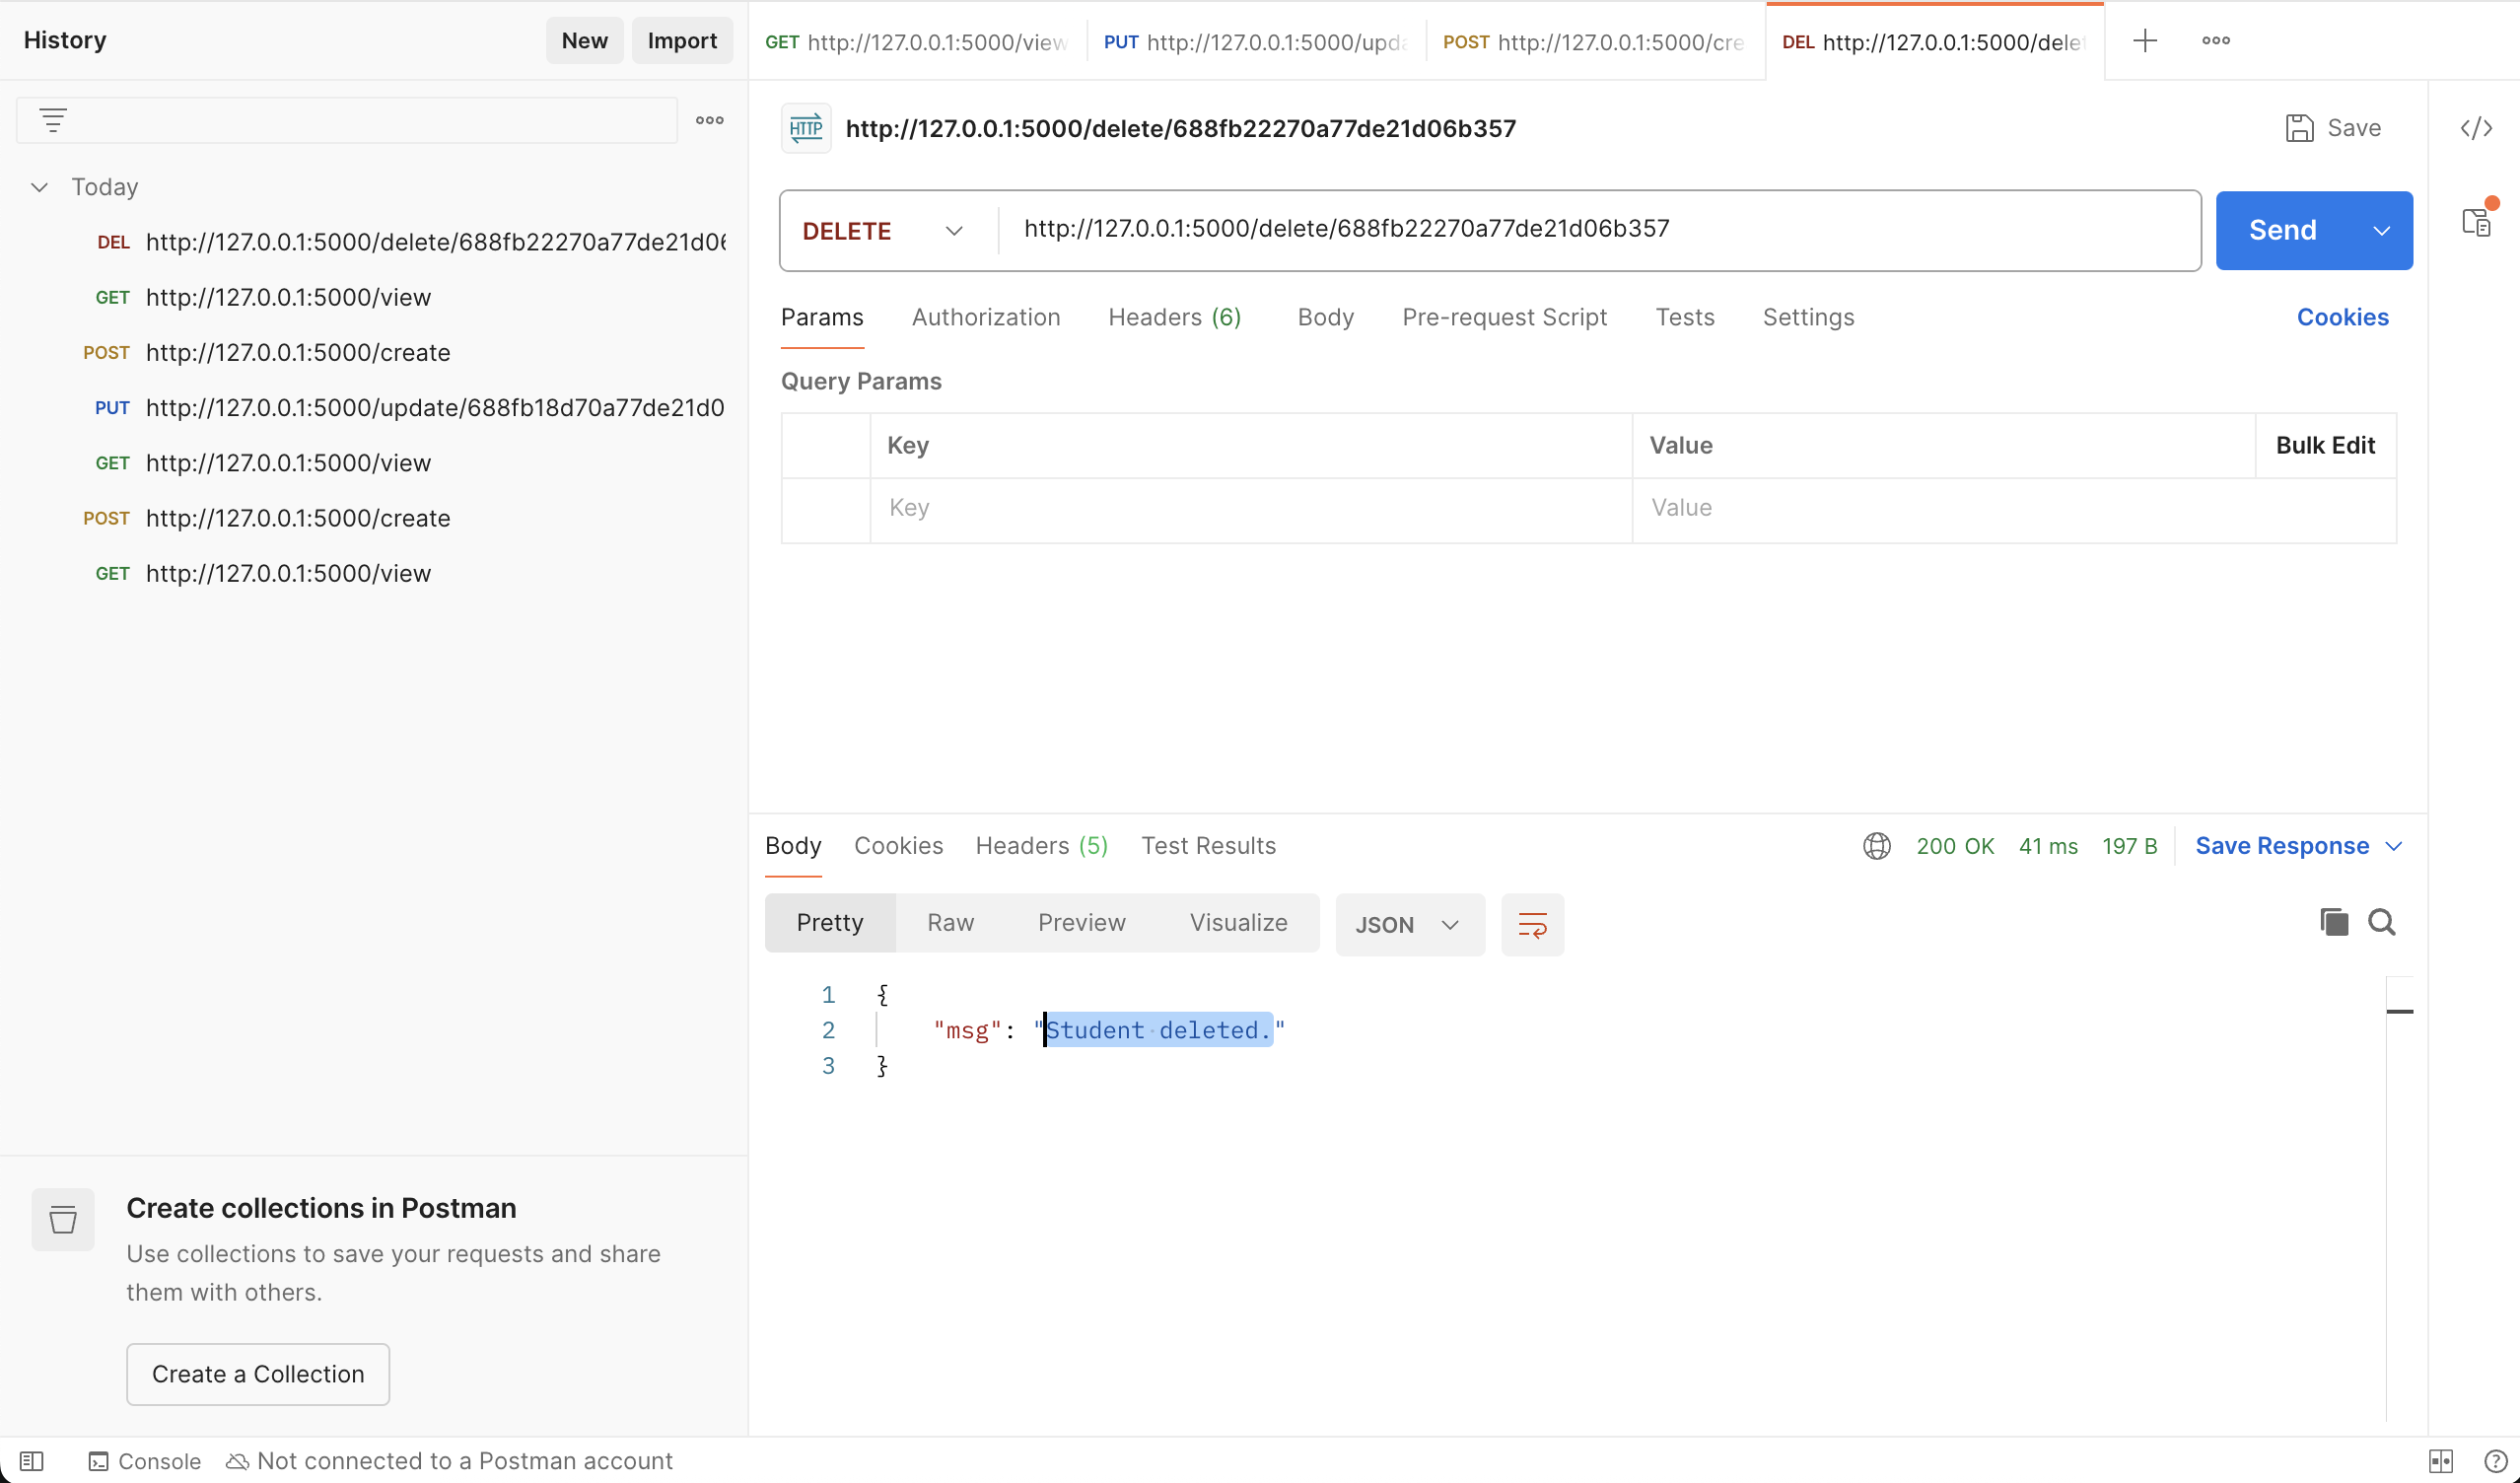 History
New
Import
GET http://127.0.0.1:5000/view
PUT http://127.0.0.1:5000/upda
POST http://127.0.0.1:5000/cre
DEL http://127.0.0.1:5000/dele
HTTP http://127.0.0.1:5000/delete/688fb22270a77de21d06b357
Save
</>
Today
DEL http://127.0.0.1:5000/delete/688fb22270a77de21d06
GET http://127.0.0.1:5000/view
POST http://127.0.0.1:5000/create
PUT http://127.0.0.1:5000/update/688fb18d70a77de21d0
GET http://127.0.0.1:5000/view
POST http://127.0.0.1:5000/create
GET http://127.0.0.1:5000/view
DELETE http://127.0.0.1:5000/delete/688fb22270a77de21d06b357
Send
Params Authorization Headers (6) Body Pre-request Script Tests Settings Cookies
Query Params
Key Value Bulk Edit
Key Value
Body Cookies Headers (5) Test Results
200 OK 41 ms 197 B Save Response
Pretty Raw Preview Visualize JSON
1 {
2 "msg": "Student deleted."
3 }
Create collections in Postman
Use collections to save your requests and share
them with others.
Create a Collection
Console Not connected to a Postman account